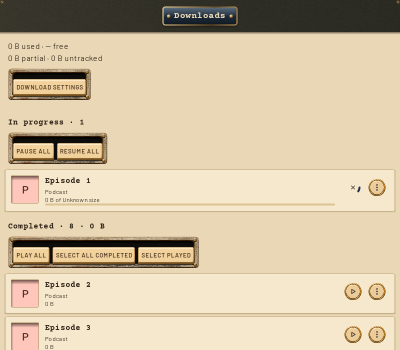 Downloads
0 B used · — free
0 B partial · 0 B untracked
DOWNLOAD SETTINGS
In progress · 1
PAUSE ALL RESUME ALL
P
Episode 1
Podcast
0 B of Unknown size
Completed · 8 · 0 B
PLAY ALL SELECT ALL COMPLETED SELECT PLAYED
P
Episode 2
Podcast
0 B
P
Episode 3
Podcast
0 B